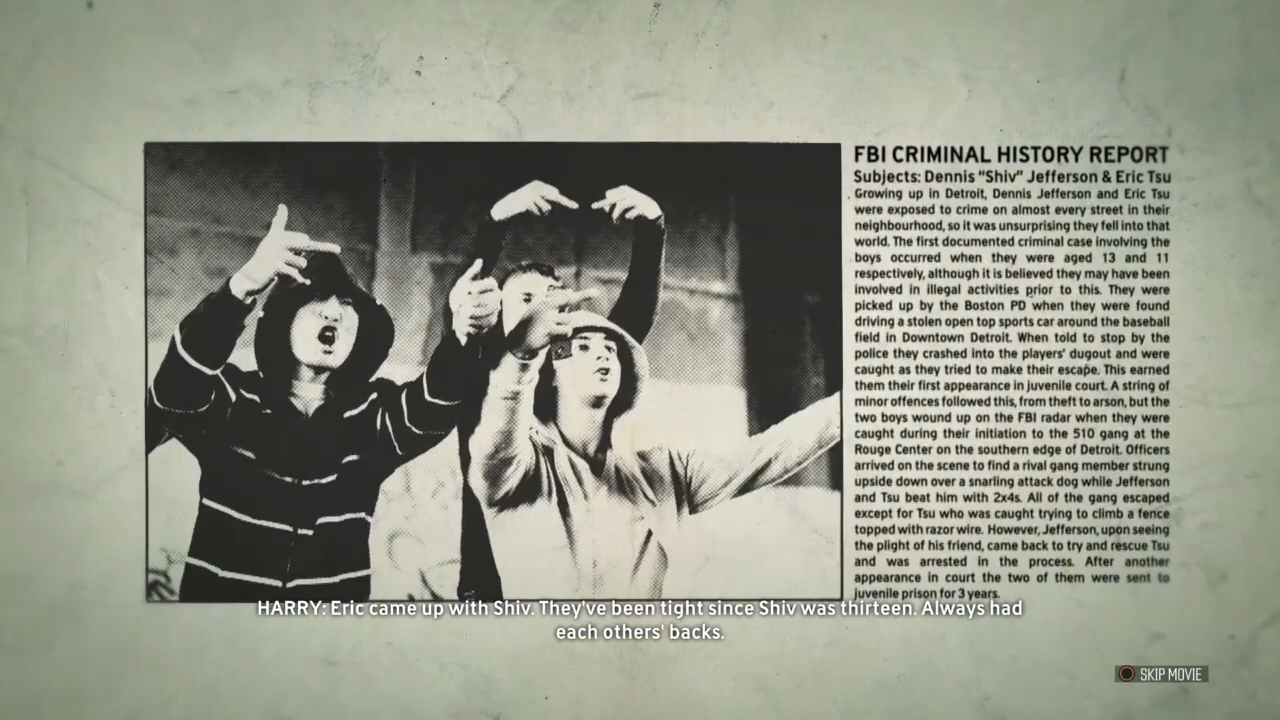 FBI CRIMINAL HISTORY REPORT
Subjects: Dennis "Shiv" Jefferson & Eric Tsu
Growing up in Detroit, Dennis Jefferson and Eric Tsu
were exposed to crime on almost every street in their
neighbourhood, so it was unsurprising they fell into that
world. The first documented criminal case involving the
boys occurred when they were aged 13 and 11
respectively, although it is believed they may have been
involved in illegal activities prior to this. They were
picked up by the Boston PD when they were found
driving a stolen open top sports car around the baseball
field in Downtown Detroit. When told to stop by the
police they crashed into the players' dugout and were
caught as they tried to make their escape. This earned
them their first appearance in juvenile court. A string of
minor offences followed this, from theft to arson, but the
two boys wound up on the FBI radar when they were
caught during their initiation to the 510 gang at the
Rouge Center on the southern edge of Detroit. Officers
arrived on the scene to find a rival gang member strung
upside down over a snarling attack dog while Jefferson
and Tsu beat him with 2x4s. All of the gang escaped
except for Tsu who was caught trying to climb a fence
topped with razor wire. However, Jefferson, upon seeing
the plight of his friend, came back to try and rescue Tsu
and was arrested in the process. After another
appearance in court the two of them were sent to
juvenile prison for 3 years.
HARRY: Eric came up with Shiv. They've been tight since Shiv was thirteen. Always had
each others' backs.
SKIP MOVIE